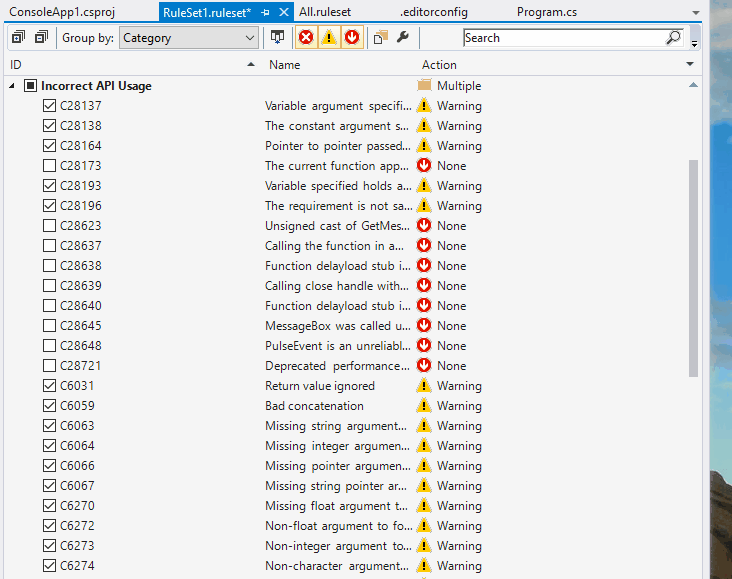 ConsoleApp1.csproj RuleSet1.ruleset* All.ruleset .editorconfig Program.cs
Group by: Category Search
ID Name Action
Incorrect API Usage Multiple
C28137 Variable argument specifi... Warning
C28138 The constant argument s... Warning
C28164 Pointer to pointer passed... Warning
C28173 The current function app... None
C28193 Variable specified holds a... Warning
C28196 The requirement is not sa... Warning
C28623 Unsigned cast of GetMes... None
C28637 Calling the function in a... None
C28638 Function delayload stub i... None
C28639 Calling close handle with... None
C28640 Function delayload stub i... None
C28645 MessageBox was called u... None
C28648 PulseEvent is an unreliabl... None
C28721 Deprecated performance... None
C6031 Return value ignored Warning
C6059 Bad concatenation Warning
C6063 Missing string argument... Warning
C6064 Missing integer argumen... Warning
C6066 Missing pointer argumen... Warning
C6067 Missing string pointer ar... Warning
C6270 Missing float argument t... Warning
C6272 Non-float argument to fo... Warning
C6273 Non-integer argument to... Warning
C6274 Non-character argument... Warning